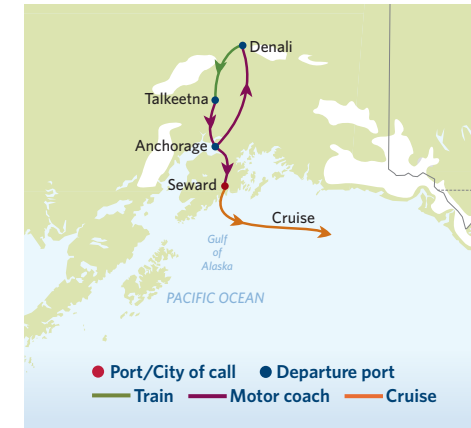 Denali
Talkeetna
Anchorage
Seward
Cruise
Gulf
of
Alaska
PACIFIC OCEAN
Port/City of call Departure port
Train Motor coach Cruise